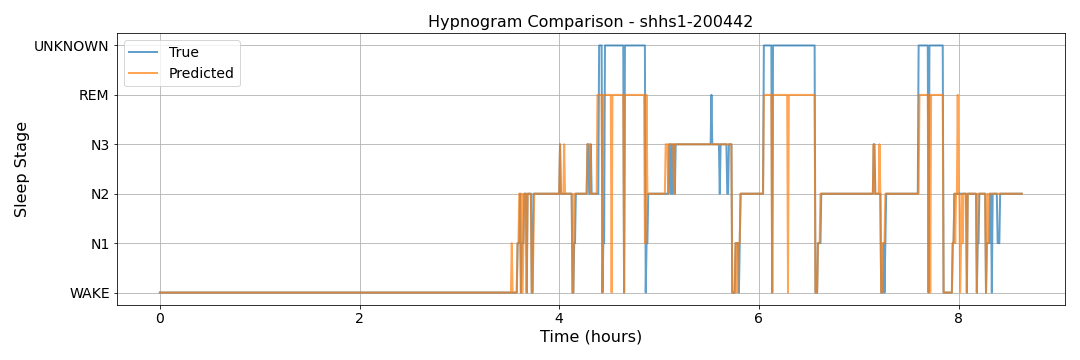 Hypnogram Comparison - shhs1-200442
UNKNOWN
REM
N3
N2
N1
WAKE
Sleep Stage
True
Predicted
0 2 4 6 8
Time (hours)